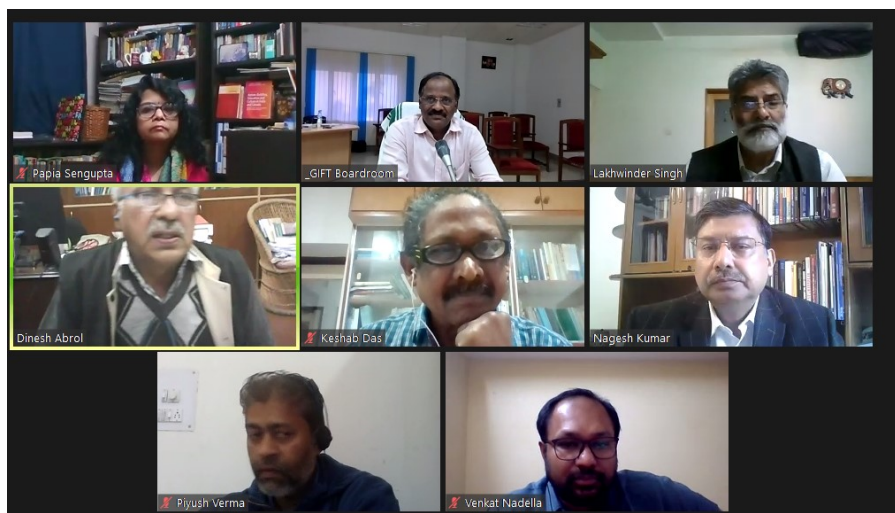 Papia Sengupta
_GIFT Boardroom
Lakhwinder Singh
Dinesh Abrol
Keshab Das
Nagesh Kumar
Piyush Verma
Venkat Nadella